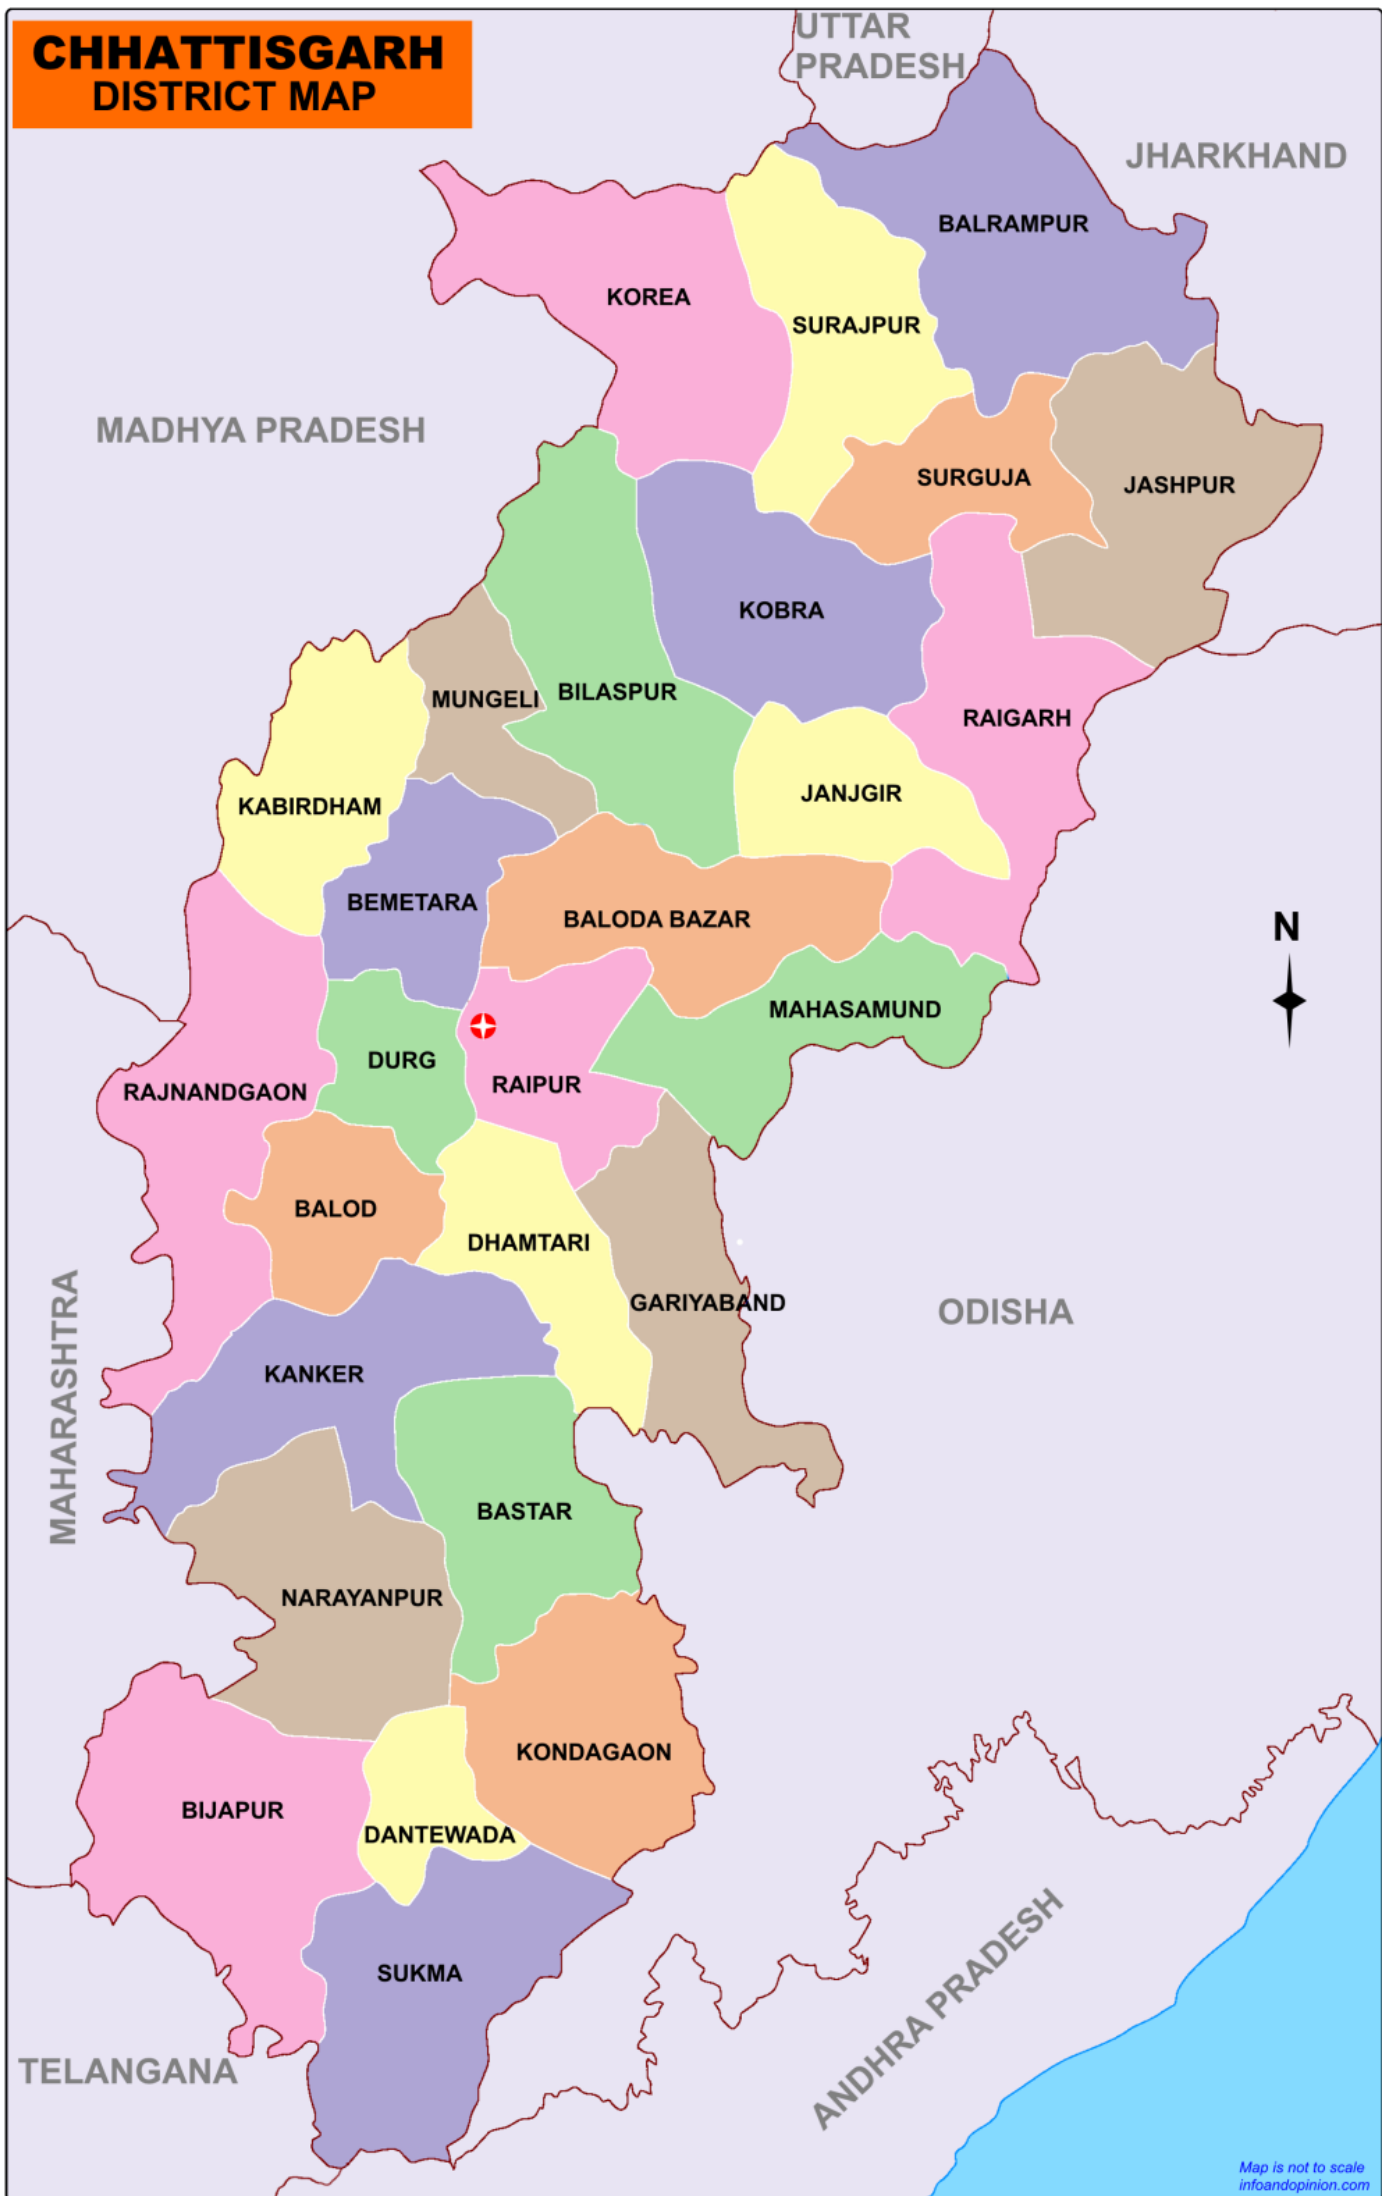 CHHATTISGARH
DISTRICT MAP
UTTAR
PRADESH
JHARKHAND
BALRAMPUR
KOREA
SURAJPUR
MADHYA PRADESH
SURGUJA
JASHPUR
KOBRA
MUNGELI
BILASPUR
RAIGARH
KABIRDHAM
JANJGIR
BEMETARA
BALODA BAZAR
N
MAHASAMUND
DURG
RAIPUR
RAJNANDGAON
BALOD
DHAMTARI
GARIYABAND
ODISHA
MAHARASHTRA
KANKER
BASTAR
NARAYANPUR
KONDAGAON
BIJAPUR
DANTEWADA
SUKMA
ANDHRA PRADESH
TELANGANA
Map is not to scale
infoandopinion.com